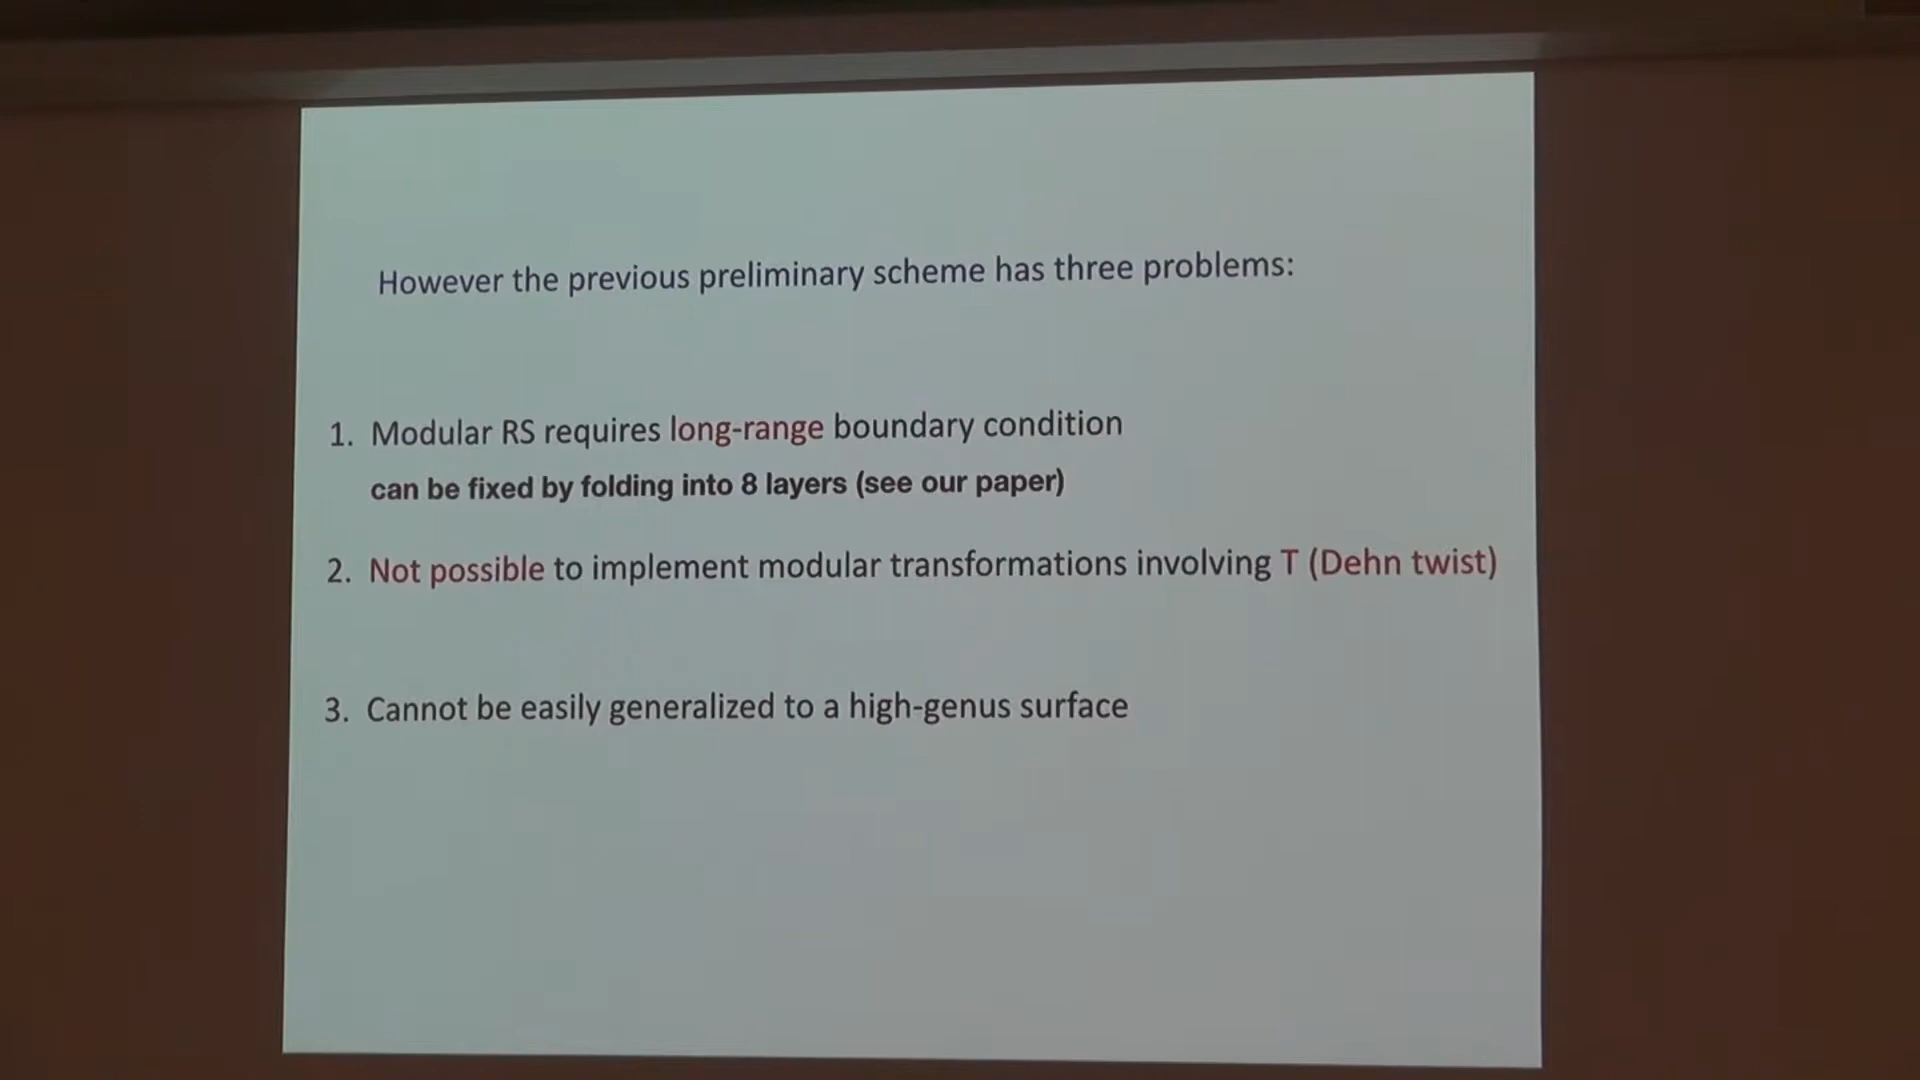 However the previous preliminary scheme has three problems:
1. Modular RS requires long-range boundary condition
can be fixed by folding into 8 layers (see our paper)
2. Not possible to implement modular transformations involving T (Dehn twist)
3. Cannot be easily generalized to a high-genus surface